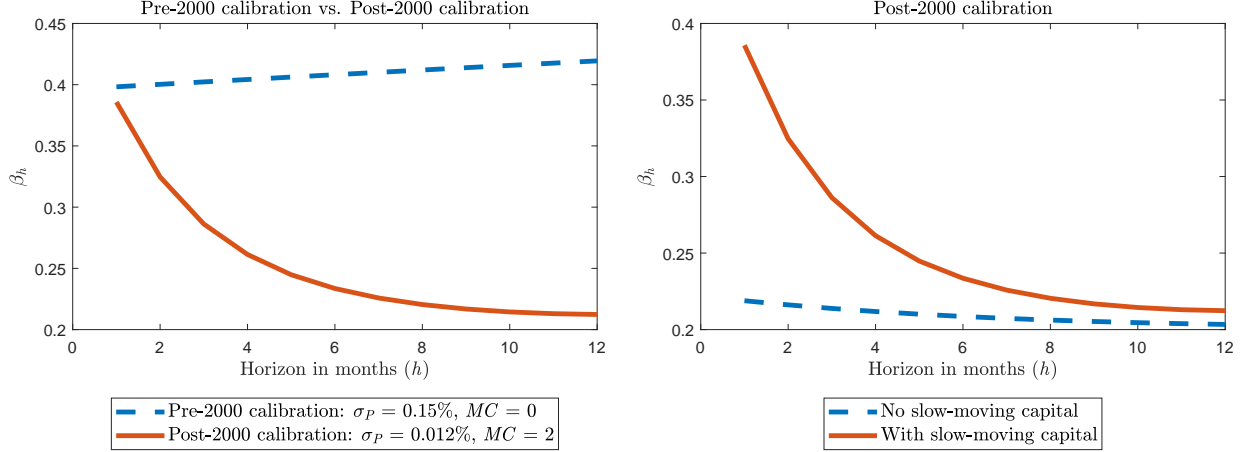 Pre-2000 calibration vs. Post-2000 calibration
0.45
0.4
0.35
0.3
0.25
0.2
β_h
0 2 4 6 8 10 12
Horizon in months (h)
Pre-2000 calibration: σ_P = 0.15%, MC = 0
Post-2000 calibration: σ_P = 0.012%, MC = 2
Post-2000 calibration
0.4
0.35
0.3
0.25
0.2
β_h
0 2 4 6 8 10 12
Horizon in months (h)
No slow-moving capital
With slow-moving capital